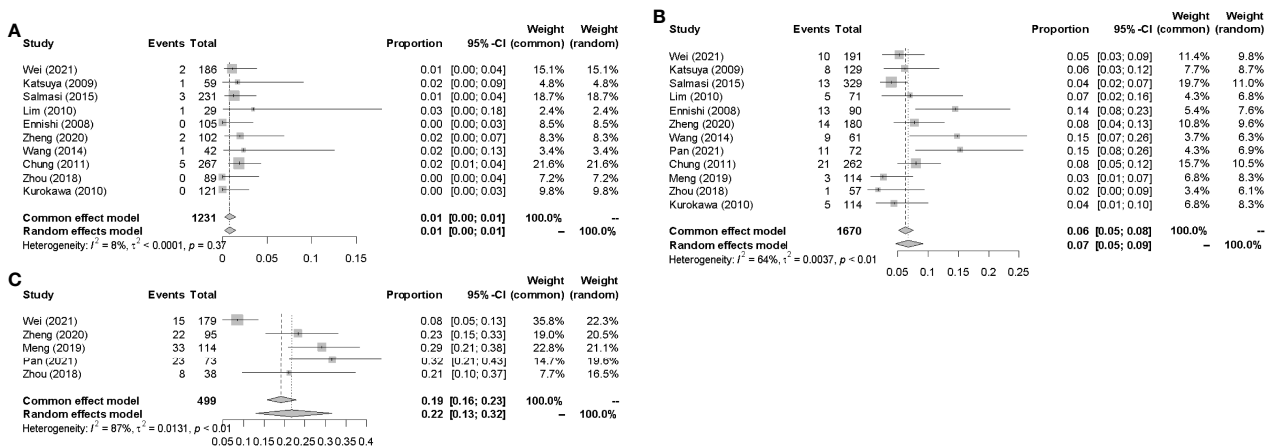 A
Weight Weight
Study Events Total Proportion 95% -CI (common) (random)
Wei (2021) 2 186 0.01 [0.00; 0.04] 15.1% 15.1%
Katsuya (2009) 1 59 0.02 [0.00; 0.09] 4.8% 4.8%
Salmasi (2015) 3 231 0.01 [0.00; 0.04] 18.7% 18.7%
Lim (2010) 1 29 0.03 [0.00; 0.18] 2.4% 2.4%
Ennishi (2008) 0 105 0.00 [0.00; 0.03] 8.5% 8.5%
Zheng (2020) 2 102 0.02 [0.00; 0.07] 8.3% 8.3%
Wang (2014) 1 42 0.02 [0.00; 0.13] 3.4% 3.4%
Chung (2011) 5 267 0.02 [0.01; 0.04] 21.6% 21.6%
Zhou (2018) 0 89 0.00 [0.00; 0.04] 7.2% 7.2%
Kurokawa (2010) 0 121 0.00 [0.00; 0.03] 9.8% 9.8%
Common effect model 1231 0.01 [0.00; 0.01] 100.0% --
Random effects model 0.01 [0.00; 0.01] -- 100.0%
Heterogeneity: I² = 8%, τ² < 0.0001, p = 0.37
0 0.05 0.1 0.15
B
Weight Weight
Study Events Total Proportion 95% -CI (common) (random)
Wei (2021) 10 191 0.05 [0.03; 0.09] 11.4% 9.8%
Katsuya (2009) 8 129 0.06 [0.03; 0.12] 7.7% 8.7%
Salmasi (2015) 13 329 0.04 [0.02; 0.07] 19.7% 11.0%
Lim (2010) 5 71 0.07 [0.02; 0.16] 4.3% 6.8%
Ennishi (2008) 13 90 0.14 [0.08; 0.23] 5.4% 7.6%
Zheng (2020) 14 180 0.08 [0.04; 0.13] 10.8% 9.6%
Wang (2014) 9 61 0.15 [0.07; 0.26] 3.7% 6.3%
Pan (2021) 11 72 0.15 [0.08; 0.26] 4.3% 6.9%
Chung (2011) 21 262 0.08 [0.05; 0.12] 15.7% 10.5%
Meng (2019) 3 114 0.03 [0.01; 0.07] 6.8% 8.3%
Zhou (2018) 1 57 0.02 [0.00; 0.09] 3.4% 6.1%
Kurokawa (2010) 5 114 0.04 [0.01; 0.10] 6.8% 8.3%
Common effect model 1670 0.06 [0.05; 0.08] 100.0% --
Random effects model 0.07 [0.05; 0.09] -- 100.0%
Heterogeneity: I² = 64%, τ² = 0.0037, p < 0.01
0.05 0.1 0.15 0.2 0.25
C
Weight Weight
Study Events Total Proportion 95% -CI (common) (random)
Wei (2021) 15 179 0.08 [0.05; 0.13] 35.8% 22.3%
Zheng (2020) 22 95 0.23 [0.15; 0.33] 19.0% 20.5%
Meng (2019) 33 114 0.29 [0.21; 0.38] 22.8% 21.1%
Pan (2021) 23 73 0.32 [0.21; 0.43] 14.7% 19.6%
Zhou (2018) 8 38 0.21 [0.10; 0.37] 7.7% 16.5%
Common effect model 499 0.19 [0.16; 0.23] 100.0% --
Random effects model 0.22 [0.13; 0.32] -- 100.0%
Heterogeneity: I² = 87%, τ² = 0.0131, p < 0.01
0.05 0.1 0.15 0.2 0.25 0.3 0.35 0.4